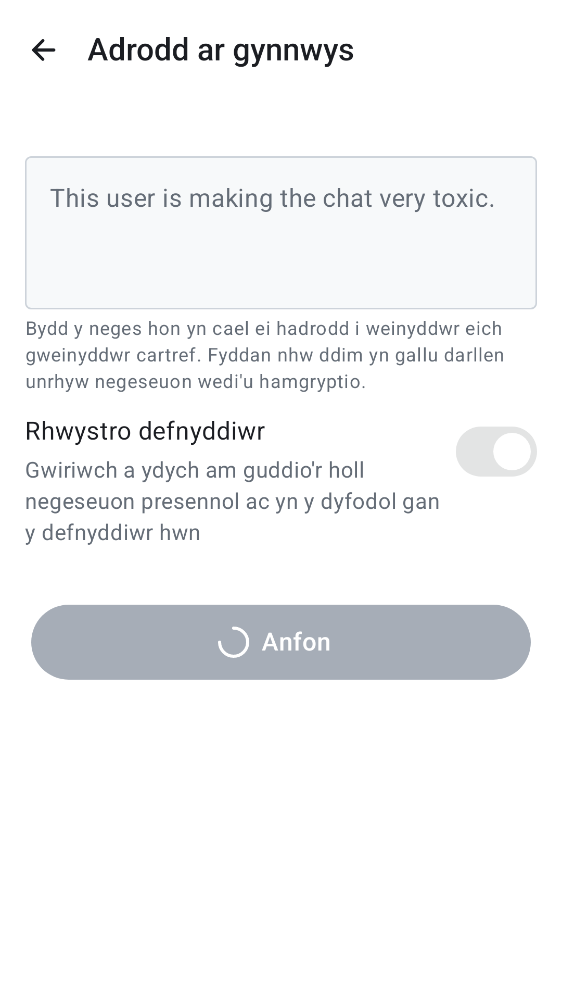 Adrodd ar gynnwys
This user is making the chat very toxic.
Bydd y neges hon yn cael ei hadrodd i weinyddwr eich
gweinyddwr cartref. Fyddan nhw ddim yn gallu darllen
unrhyw negeseuon wedi'u hamgryptio.
Rhwystro defnyddiwr
Gwiriwch a ydych am guddio'r holl
negeseuon presennol ac yn y dyfodol gan
y defnyddiwr hwn
Anfon